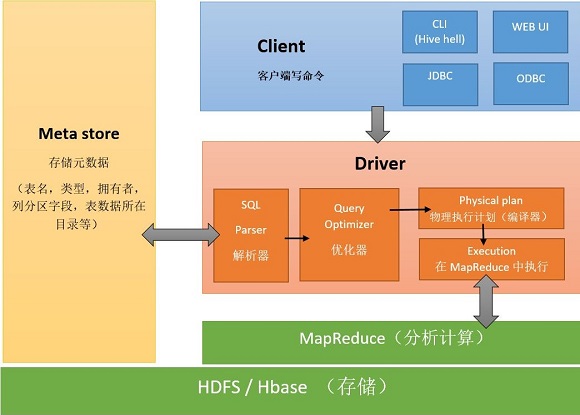 Meta store
存储元数据
（表名，类型，拥有者，
列分区字段，表数据所在
目录等）
Client
客户端写命令
CLI
(Hive hell)
WEB UI
JDBC
ODBC
Driver
SQL
Parser
解析器
Query
Optimizer
优化器
Physical plan
物理执行计划（编译器）
Execution
在 MapReduce 中执行
MapReduce（分析计算）
HDFS / Hbase （存储）